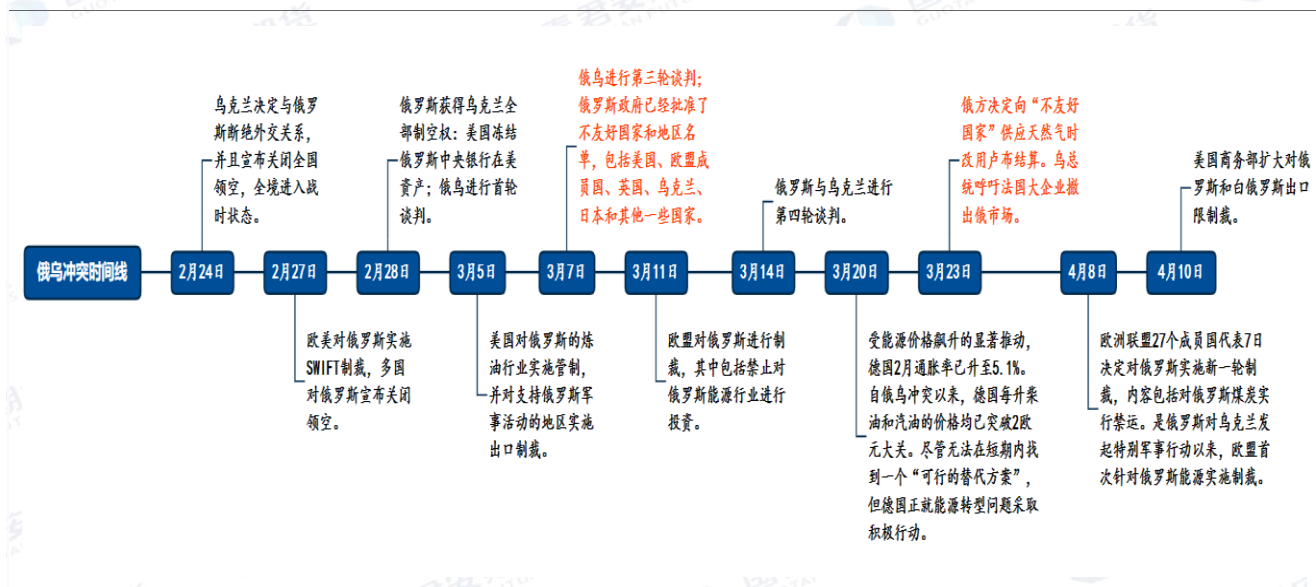 乌克兰决定与俄罗
斯断绝外交关系，
并且宣布关闭全国
领空，全境进入战
时状态。
俄罗斯获得乌克兰全
部制空权；美国冻结
俄罗斯中央银行在美
资产；俄乌进行首轮
谈判。
俄乌进行第三轮谈判；
俄罗斯政府已经批准了
不友好国家和地区名
单，包括美国、欧盟成
员国、英国、乌克兰、
日本和其他一些国家。
俄罗斯与乌克兰进行
第四轮谈判。
俄方决定向“不友好
国家”供应天然气时
改用卢布结算。乌总
统呼吁法国大企业撤
出俄市场。
美国商务部扩大对俄
罗斯和白俄罗斯出口
限制裁。
俄乌冲突时间线
2月24日
2月27日
2月28日
3月5日
3月7日
3月11日
3月14日
3月20日
3月23日
4月8日
4月10日
欧美对俄罗斯实施
SWIFT制裁，多国
对俄罗斯宣布关闭
领空。
美国对俄罗斯的炼
油行业实施管制，
并对支持俄罗斯军
事活动的地区实施
出口制裁。
欧盟对俄罗斯进行制
裁，其中包括禁止对
俄罗斯能源行业进行
投资。
受能源价格飙升的显著推动，
德国2月通胀率已升至5.1%。
自俄乌冲突以来，德国每升柴
油和汽油的价格均已突破2欧
元大关。尽管无法在短期内找
到一个“可行的替代方案”，
但德国正就能源转型问题采取
积极行动。
欧洲联盟27个成员国代表7日
决定对俄罗斯实施新一轮制
裁，内容包括对俄罗斯煤炭实
行禁运。是俄罗斯对乌克兰发
起特别军事行动以来，欧盟首
次针对俄罗斯能源实施制裁。